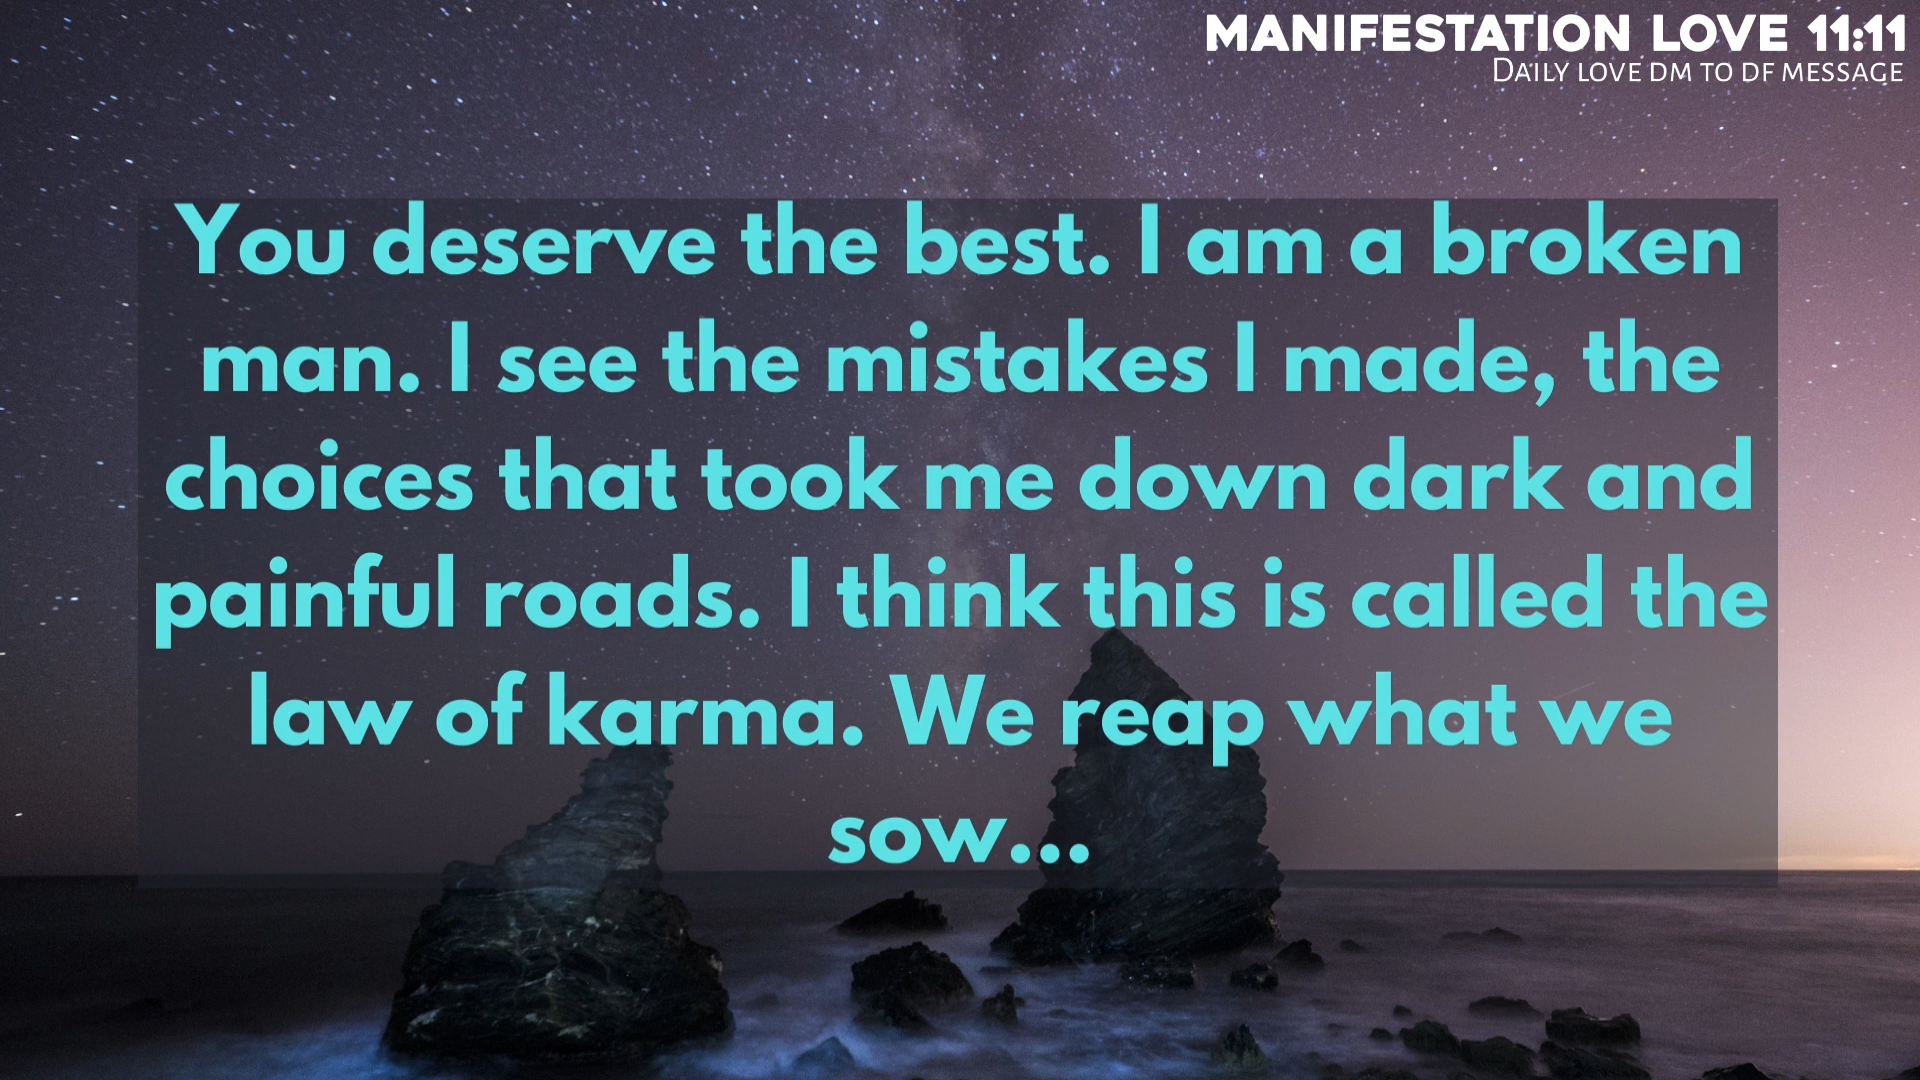 MANIFESTATION LOVE 11:11
DAILY LOVE DM TO DF MESSAGE
You deserve the best. I am a broken
man. I see the mistakes I made, the
choices that took me down dark and
painful roads. I think this is called the
law of karma. We reap what we
sow...